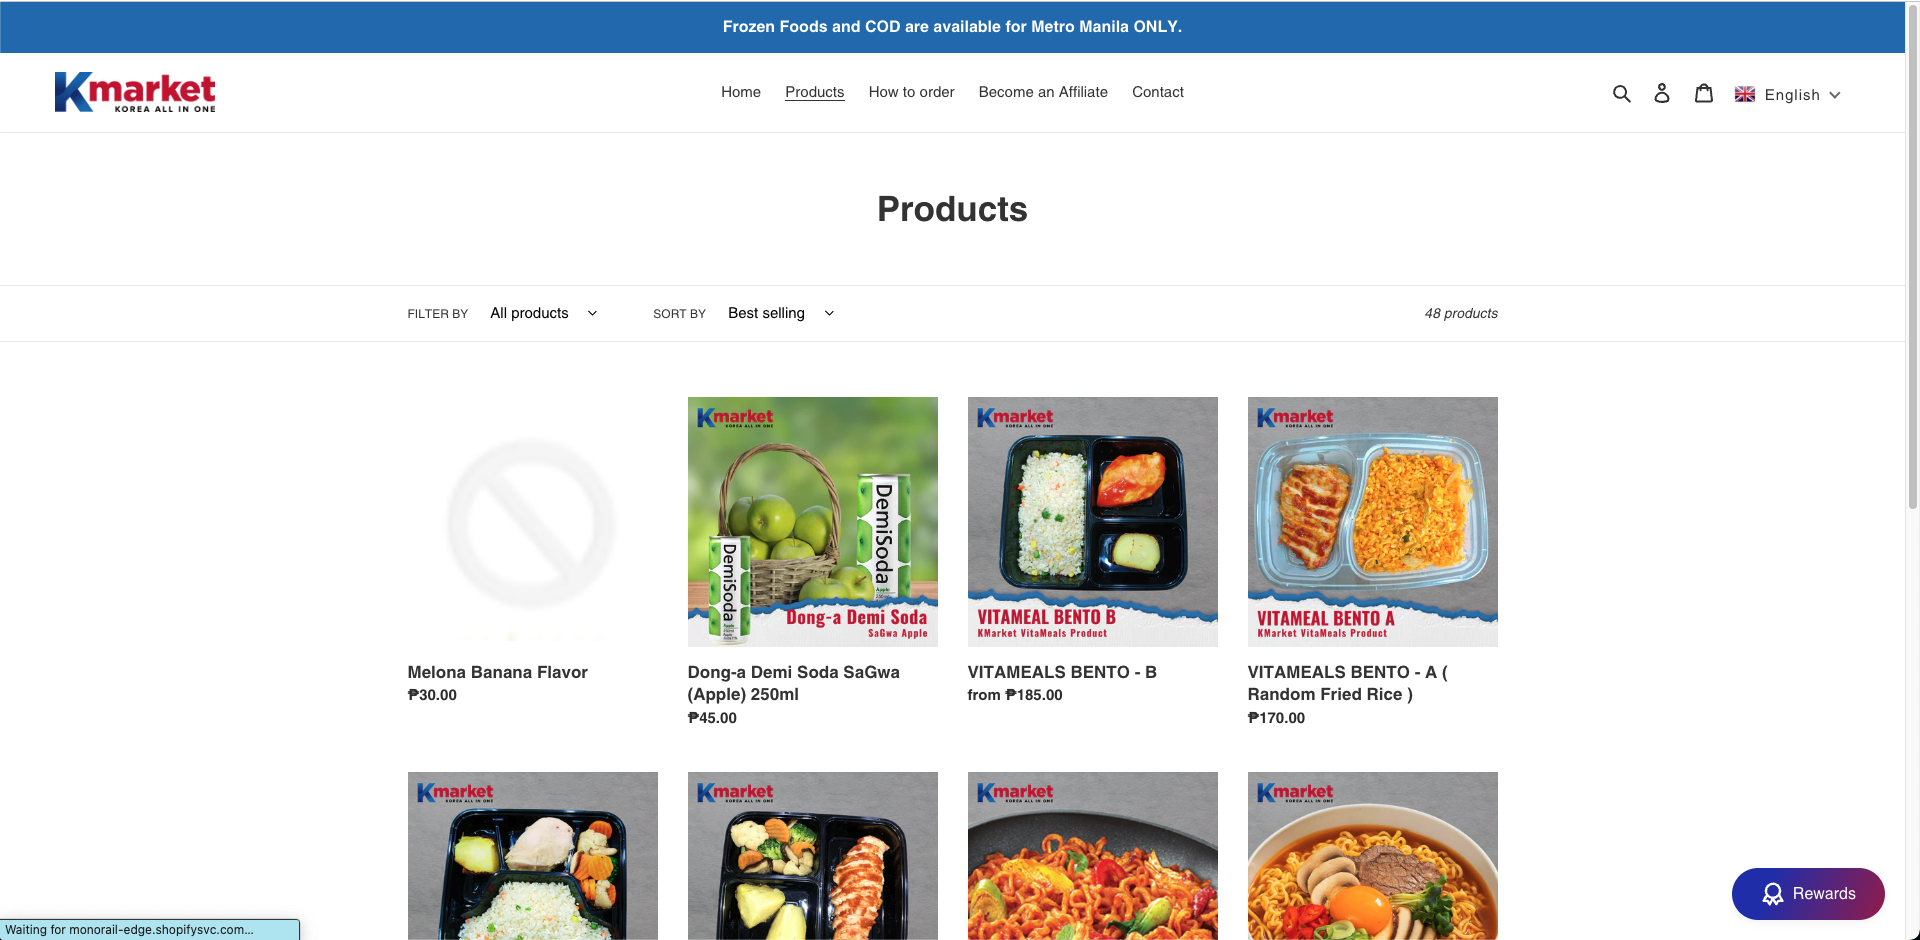 Frozen Foods and COD are available for Metro Manila ONLY.
Kmarket
KOREA ALL IN ONE
Home
Products
How to order
Become an Affiliate
Contact
English
Products
FILTER BY
All products
SORT BY
Best selling
48 products
Kmarket
KOREA ALL IN ONE
DemiSoda
Apple
DemiSoda
Apple
Dong-a Demi Soda
SaGwa Apple
Kmarket
KOREA ALL IN ONE
VITAMEAL BENTO B
KMarket VitaMeals Product
Kmarket
KOREA ALL IN ONE
VITAMEAL BENTO A
KMarket VitaMeals Product
Melona Banana Flavor
₱30.00
Dong-a Demi Soda SaGwa
(Apple) 250ml
₱45.00
VITAMEALS BENTO - B
from ₱185.00
VITAMEALS BENTO - A (
Random Fried Rice )
₱170.00
Kmarket
KOREA ALL IN ONE
Kmarket
KOREA ALL IN ONE
Kmarket
KOREA ALL IN ONE
Kmarket
KOREA ALL IN ONE
Rewards
Waiting for monorail-edge.shopifysvc.com...